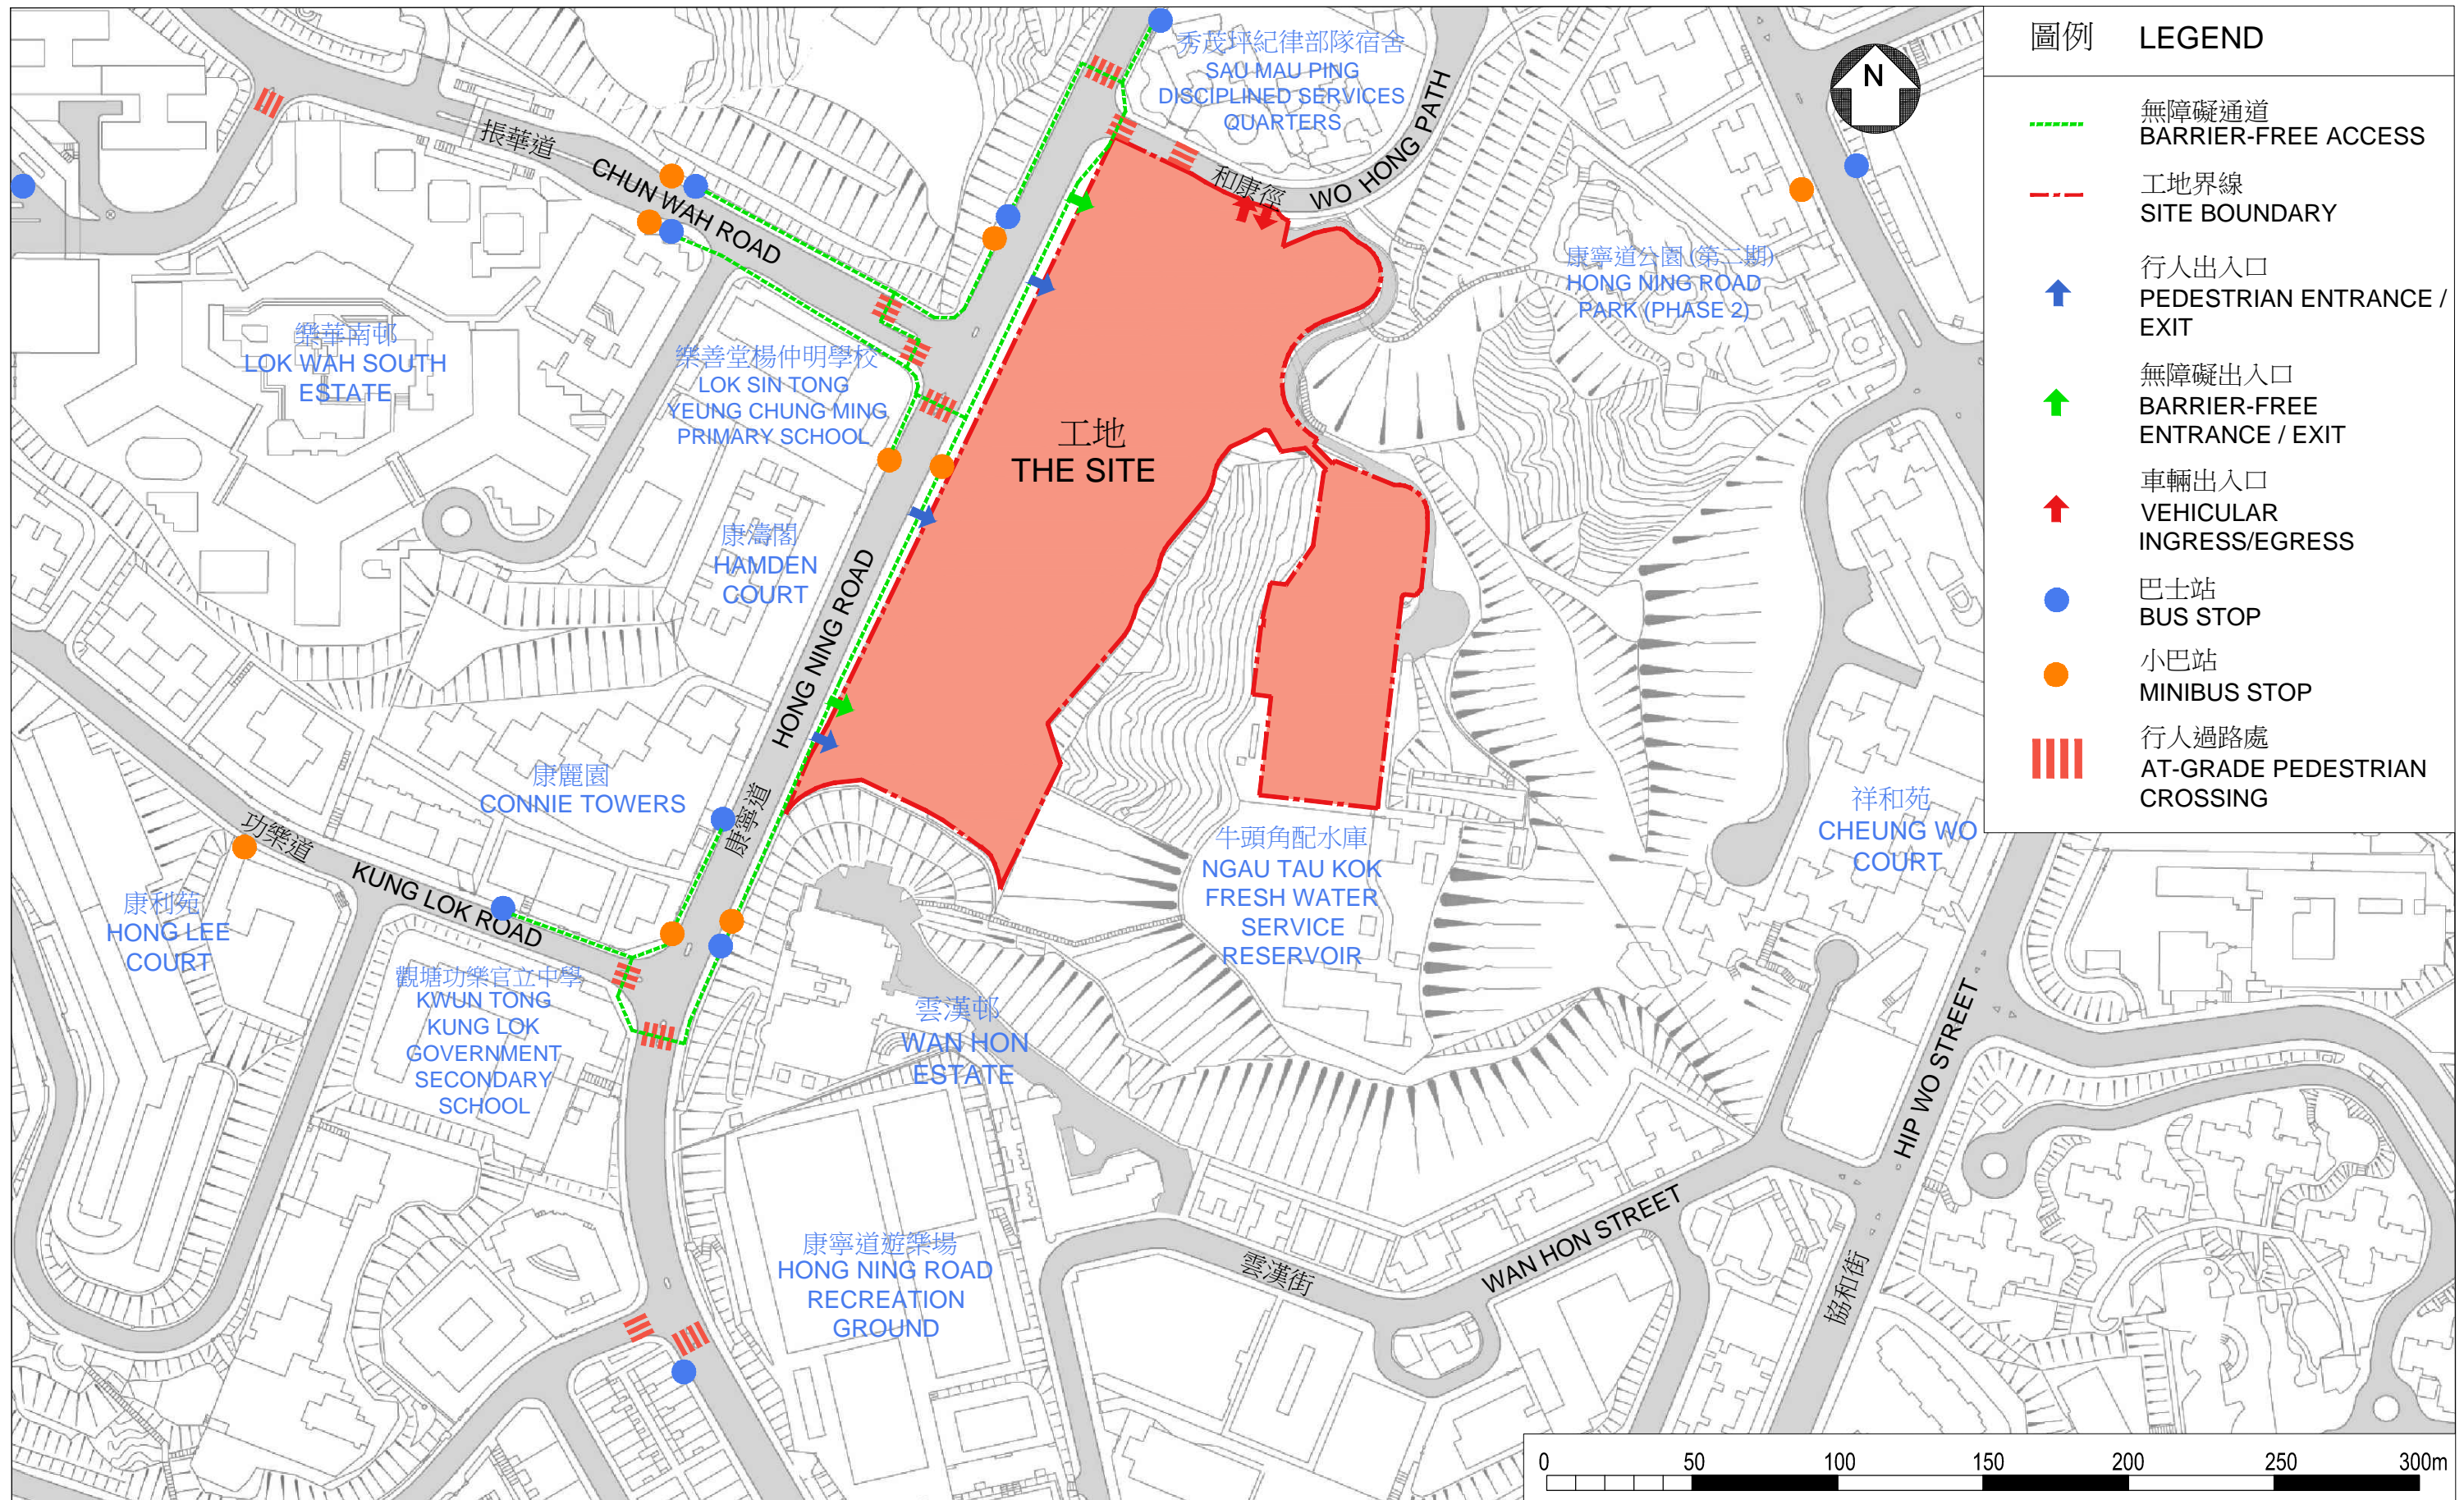 秀茂坪紀律部隊宿舍
SAU MAU PING
DISCIPLINED SERVICES
QUARTERS
N
振華道
CHUN WAH ROAD
和康徑
WO HONG PATH
康寧道公園 (第二期)
HONG NING ROAD
PARK (PHASE 2)
樂華南邨
LOK WAH SOUTH
ESTATE
樂善堂楊仲明學校
LOK SIN TONG
YEUNG CHUNG MING
PRIMARY SCHOOL
工地
THE SITE
康濤閣
HAMDEN
COURT
HONG NING ROAD
康寧道
康麗園
CONNIE TOWERS
功樂道
KUNG LOK ROAD
康利苑
HONG LEE
COURT
觀塘功樂官立中學
KWUN TONG
KUNG LOK
GOVERNMENT
SECONDARY
SCHOOL
牛頭角配水庫
NGAU TAU KOK
FRESH WATER
SERVICE
RESERVOIR
祥和苑
CHEUNG WO
COURT
雲漢邨
WAN HON
ESTATE
HIP WO STREET
協和街
WAN HON STREET
雲漢街
康寧道遊樂場
HONG NING ROAD
RECREATION
GROUND
圖例 LEGEND
無障礙通道
BARRIER-FREE ACCESS
工地界線
SITE BOUNDARY
行人出入口
PEDESTRIAN ENTRANCE /
EXIT
無障礙出入口
BARRIER-FREE
ENTRANCE / EXIT
車輛出入口
VEHICULAR
INGRESS/EGRESS
巴士站
BUS STOP
小巴站
MINIBUS STOP
行人過路處
AT-GRADE PEDESTRIAN
CROSSING
0 50 100 150 200 250 300m